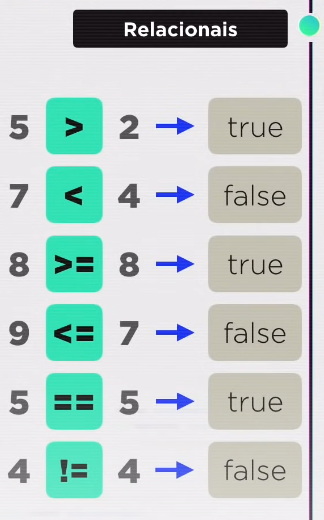 Relacionais
5 > 2 → true
7 < 4 → false
8 >= 8 → true
9 <= 7 → false
5 == 5 → true
4 != 4 → false